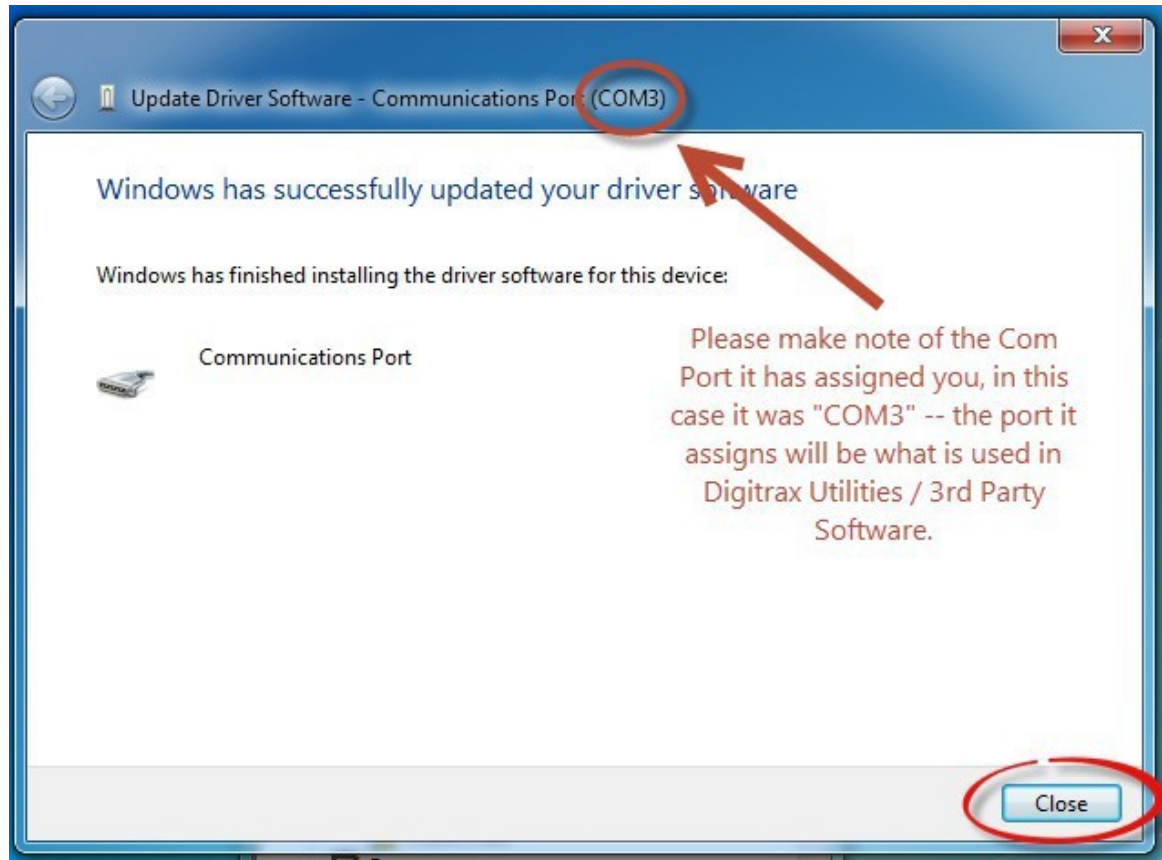 Update Driver Software - Communications Port (COM3)
Windows has successfully updated your driver software
Windows has finished installing the driver software for this device:
Communications Port
Please make note of the Com
Port it has assigned you, in this
case it was "COM3" -- the port it
assigns will be what is used in
Digitrax Utilities / 3rd Party
Software.
Close